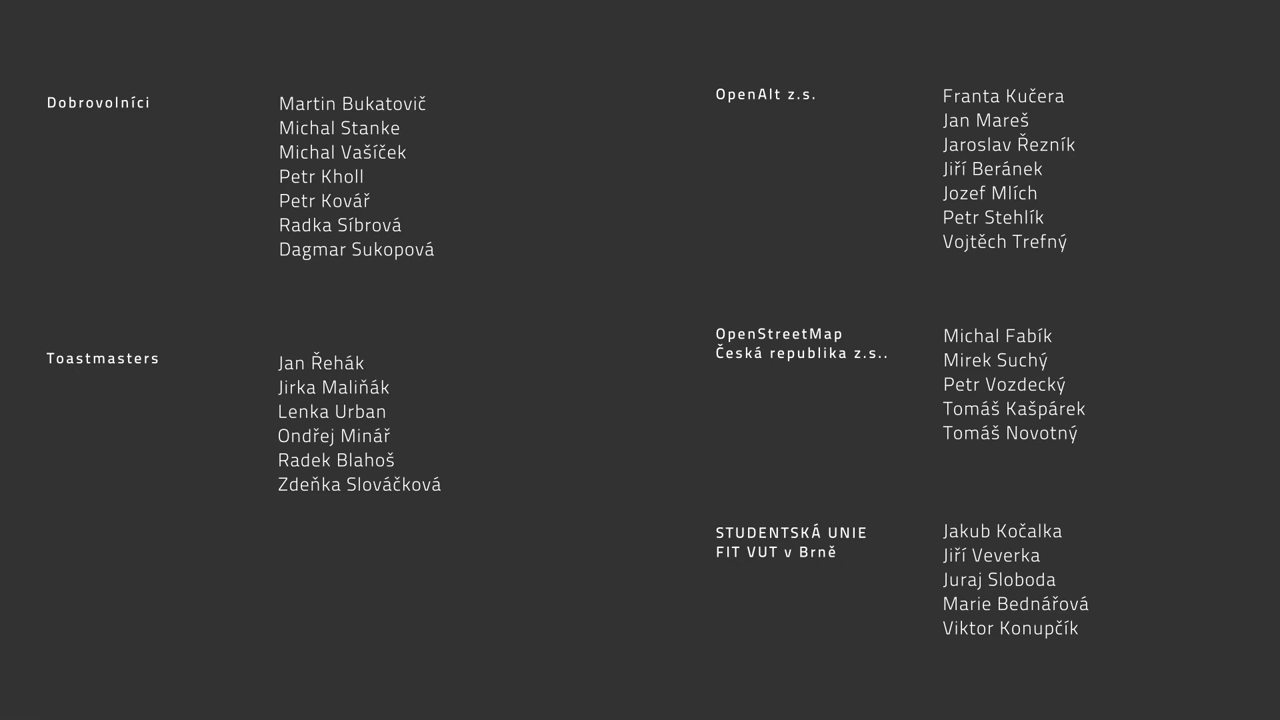 Dobrovolníci
Martin Bukatovič
Michal Stanke
Michal Vašíček
Petr Kholl
Petr Kovář
Radka Síbrová
Dagmar Sukopová
Toastmasters
Jan Řehák
Jirka Maliňák
Lenka Urban
Ondřej Minář
Radek Blahoš
Zdeňka Slováčková
OpenAlt z.s.
Franta Kučera
Jan Mareš
Jaroslav Řezník
Jiří Beránek
Jozef Mlích
Petr Stehlík
Vojtěch Trefný
OpenStreetMap
Česká republika z.s..
Michal Fabík
Mirek Suchý
Petr Vozdecký
Tomáš Kašpárek
Tomáš Novotný
STUDENTSKÁ UNIE
FIT VUT v Brně
Jakub Kočalka
Jiří Veverka
Juraj Sloboda
Marie Bednářová
Viktor Konupčík